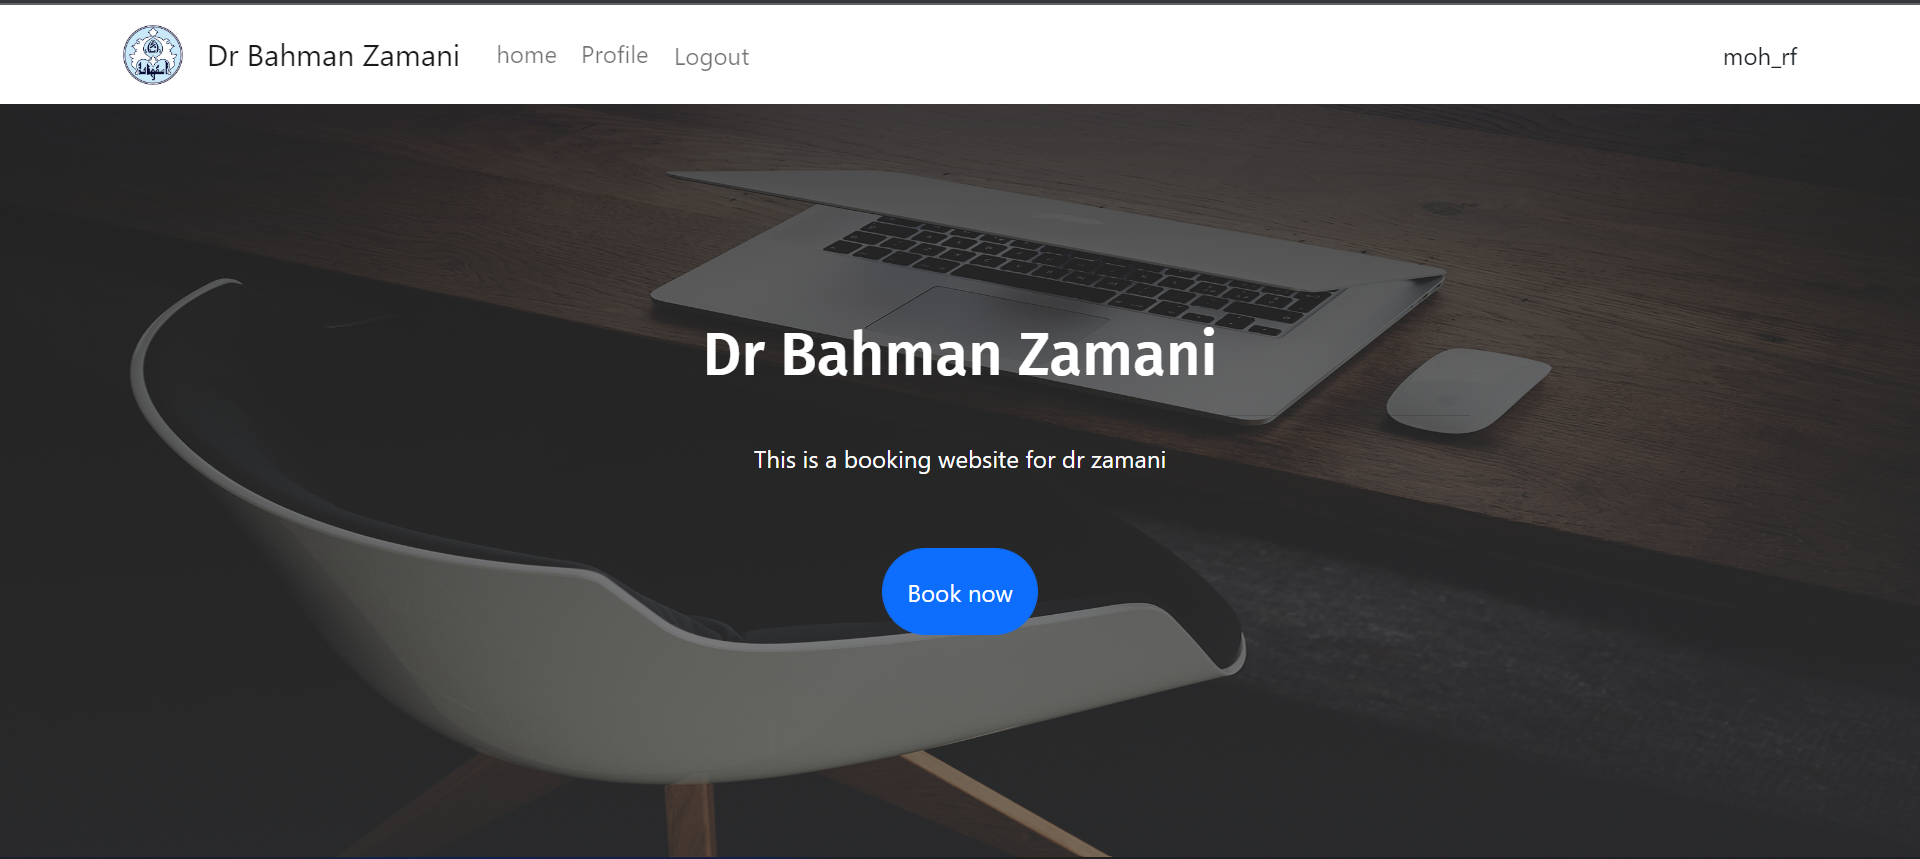 Dr Bahman Zamani
home
Profile
Logout
moh_rf
Dr Bahman Zamani
This is a booking website for dr zamani
Book now